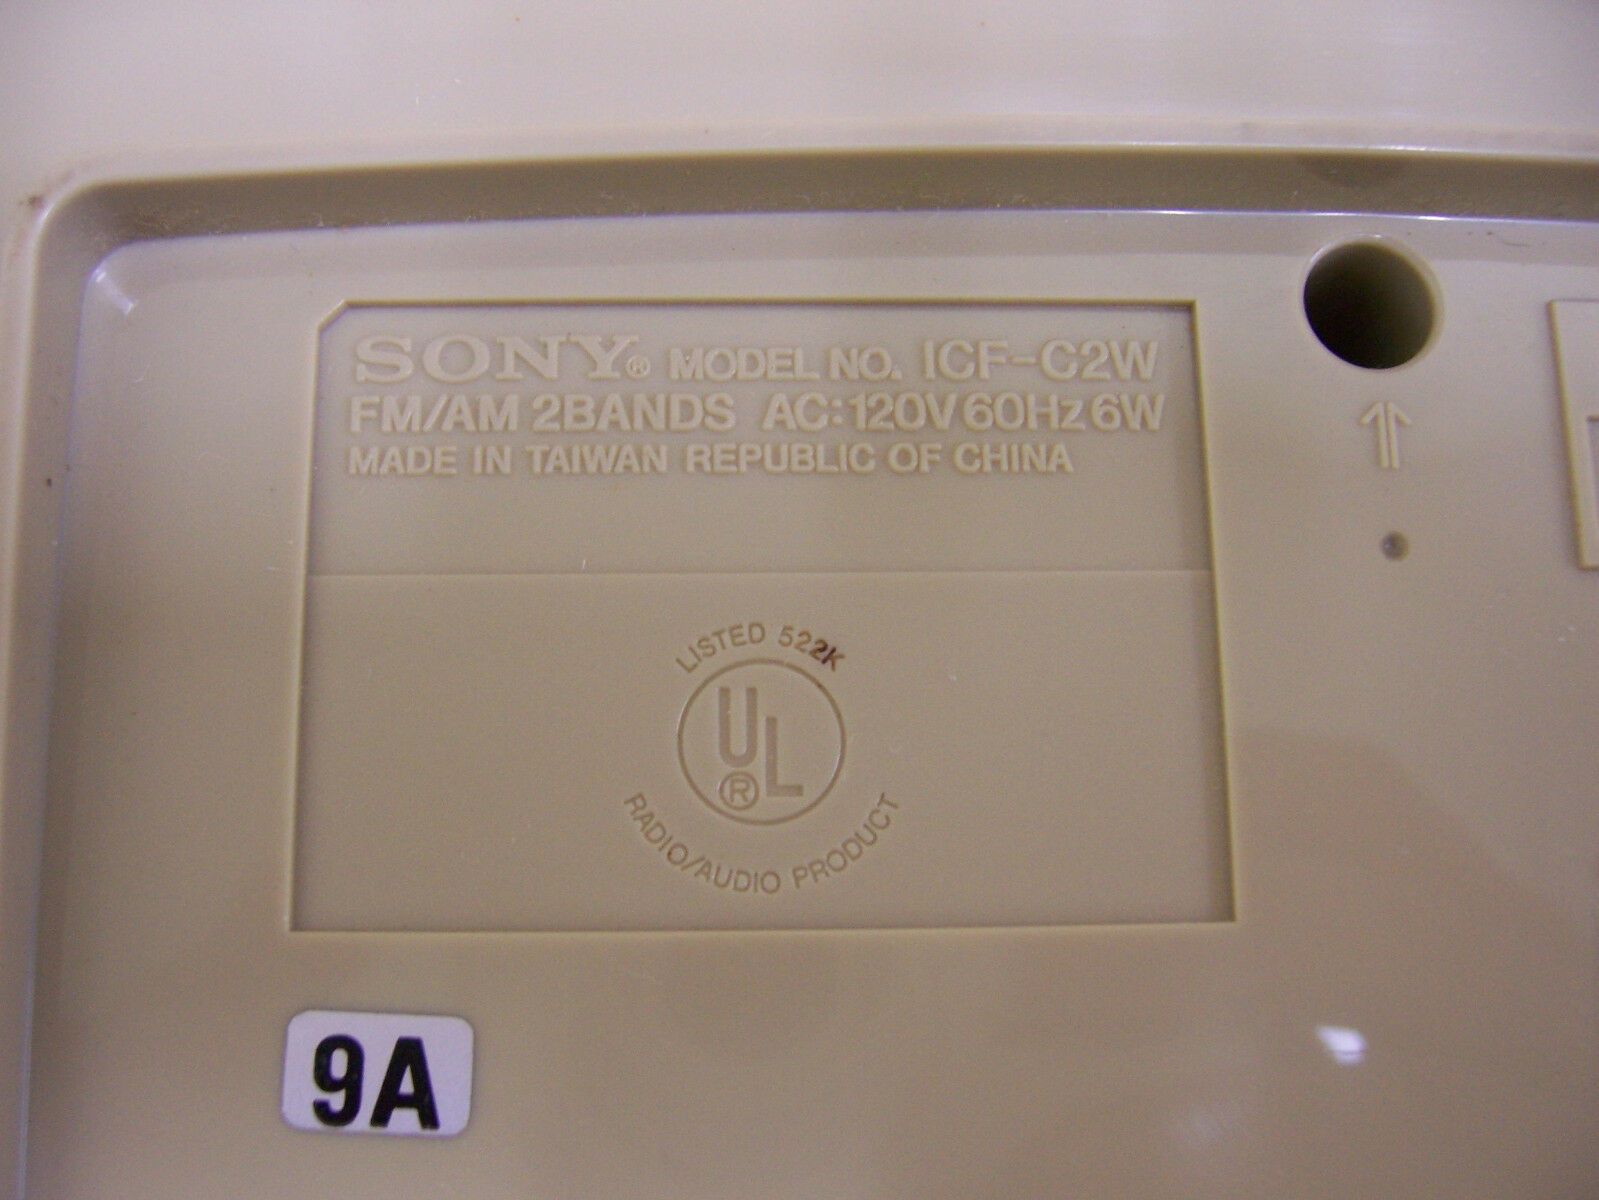 SONY® MODEL NO. ICF-C2W
FM/AM 2BANDS AC:120V 60Hz 6W
MADE IN TAIWAN REPUBLIC OF CHINA
LISTED 522K
UL®
RADIO/AUDIO PRODUCT
9A